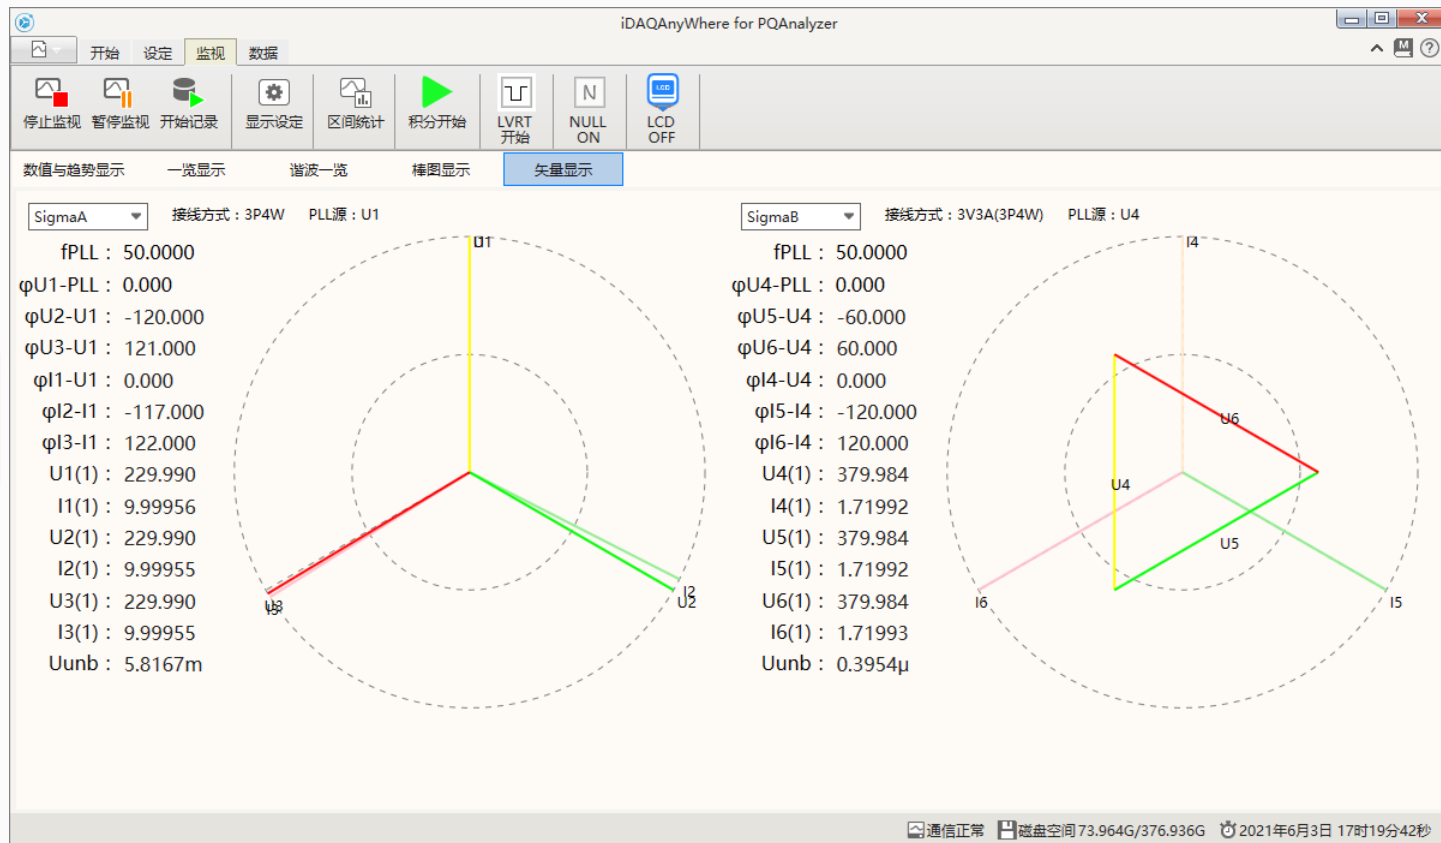 iDAQAnyWhere for PQAnalyzer
开始 设定 监视 数据
M ?
停止监视 暂停监视 开始记录 显示设定 区间统计 积分开始 LVRT 开始 N NULL ON LCD LCD OFF
数值与趋势显示 一览显示 谐波一览 棒图显示 矢量显示
SigmaA 接线方式：3P4W PLL源：U1
fPLL： 50.0000
φU1-PLL： 0.000
φU2-U1： -120.000
φU3-U1： 121.000
φI1-U1： 0.000
φI2-I1： -117.000
φI3-I1： 122.000
U1(1)： 229.990
I1(1)： 9.99956
U2(1)： 229.990
I2(1)： 9.99955
U3(1)： 229.990
I3(1)： 9.99955
Uunb： 5.8167m
U1
I2
U2
U3
SigmaB 接线方式：3V3A(3P4W) PLL源：U4
fPLL： 50.0000
φU4-PLL： 0.000
φU5-U4： -60.000
φU6-U4： 60.000
φI4-U4： 0.000
φI5-I4： -120.000
φI6-I4： 120.000
U4(1)： 379.984
I4(1)： 1.71992
U5(1)： 379.984
I5(1)： 1.71992
U6(1)： 379.984
I6(1)： 1.71993
Uunb： 0.3954μ
I4
U6
U4
U5
I6
I5
通信正常 磁盘空间73.964G/376.936G 2021年6月3日 17时19分42秒